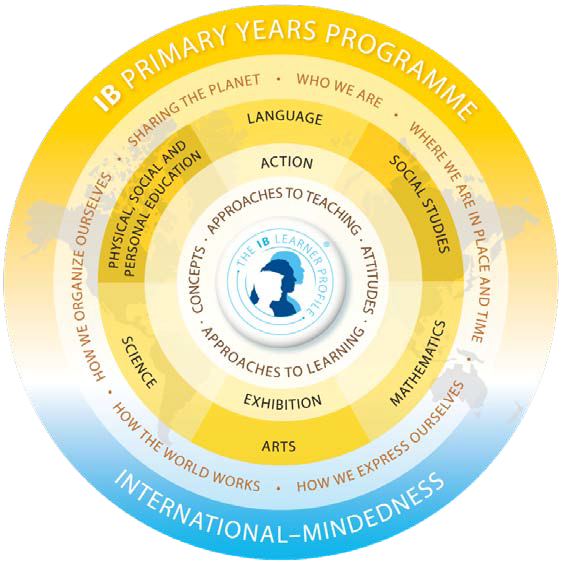 IB PRIMARY YEARS PROGRAMME
SHARING THE PLANET
WHO WE ARE
WHERE WE ARE IN PLACE AND TIME
HOW WE EXPRESS OURSELVES
HOW THE WORLD WORKS
HOW WE ORGANIZE OURSELVES
LANGUAGE
SOCIAL STUDIES
MATHEMATICS
ARTS
SCIENCE
PHYSICAL, SOCIAL AND
PERSONAL EDUCATION
ACTION
EXHIBITION
APPROACHES TO TEACHING
ATTITUDES
APPROACHES TO LEARNING
CONCEPTS
THE IB LEARNER PROFILE®
INTERNATIONAL–MINDEDNESS